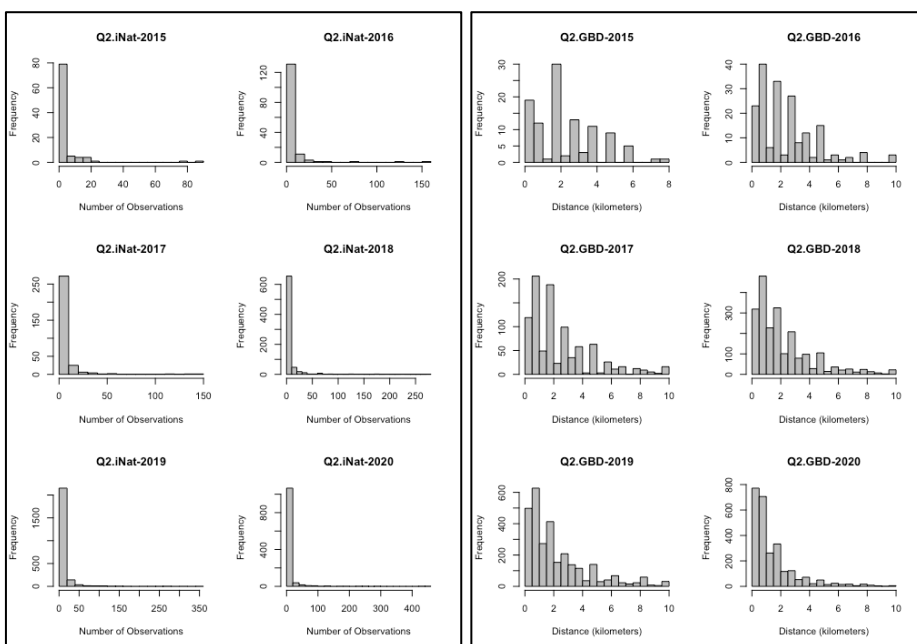 Q2.iNat-2015
Frequency
0 20 40 60 80
0 20 40 60 80
Number of Observations
Q2.iNat-2016
Frequency
0 40 80 120
0 50 100 150
Number of Observations
Q2.iNat-2017
Frequency
0 50 150 250
0 50 100 150
Number of Observations
Q2.iNat-2018
Frequency
0 200 400 600
0 50 100 150 200 250
Number of Observations
Q2.iNat-2019
Frequency
0 500 1500
0 50 150 250 350
Number of Observations
Q2.iNat-2020
Frequency
0 200 400 800
0 100 200 300 400
Number of Observations
Q2.GBD-2015
Frequency
0 5 10 20 30
0 2 4 6 8
Distance (kilometers)
Q2.GBD-2016
Frequency
0 10 20 30 40
0 2 4 6 8 10
Distance (kilometers)
Q2.GBD-2017
Frequency
0 50 100 200
0 2 4 6 8 10
Distance (kilometers)
Q2.GBD-2018
Frequency
0 100 300
0 2 4 6 8 10
Distance (kilometers)
Q2.GBD-2019
Frequency
0 200 400 600
0 2 4 6 8 10
Distance (kilometers)
Q2.GBD-2020
Frequency
0 200 400 600 800
0 2 4 6 8 10
Distance (kilometers)